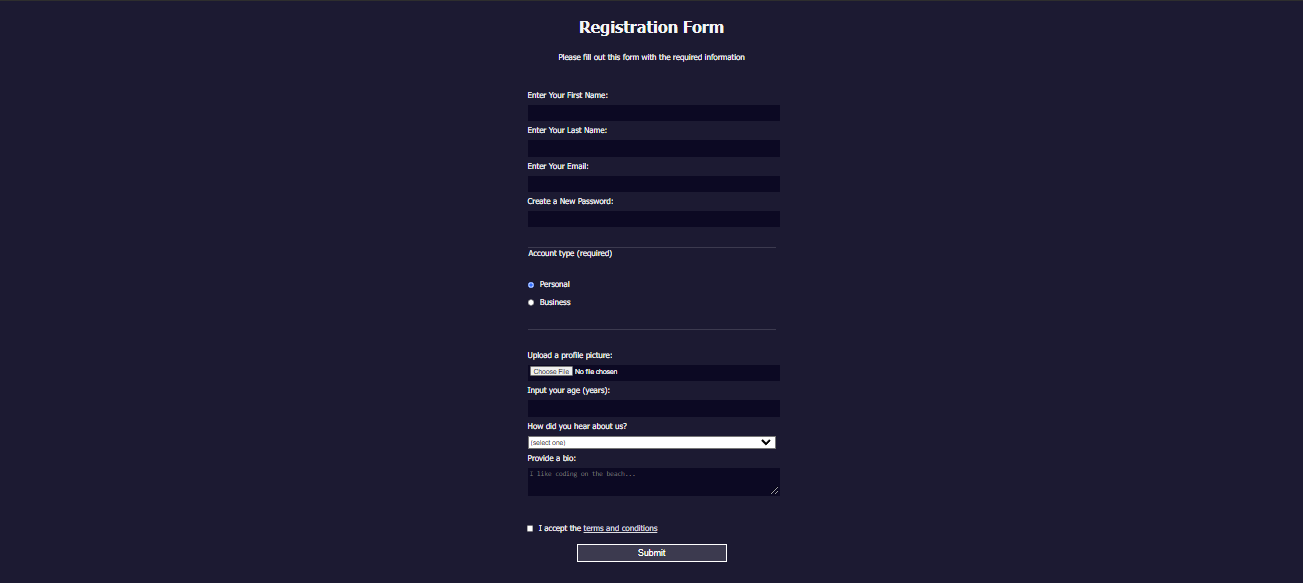 Registration Form
Please fill out this form with the required information
Enter Your First Name:
Enter Your Last Name:
Enter Your Email:
Create a New Password:
Account type (required)
Personal
Business
Upload a profile picture:
Choose File No file chosen
Input your age (years):
How did you hear about us?
(select one)
Provide a bio:
I like coding on the beach...
I accept the terms and conditions
Submit